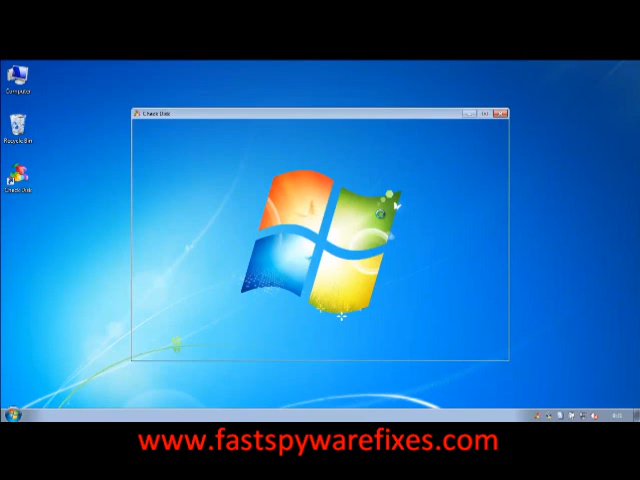 Computer
Check Disk
Recycle Bin
Check Disk
www.fastspywarefixes.com